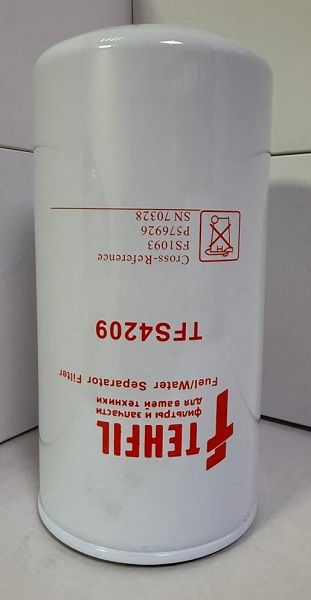 TEHFIL
фильтры и запчасти
для вашей техники
Fuel/Water Separator Filter
TFS4209
Cross-Reference
FS1093
P576926
SN 70328